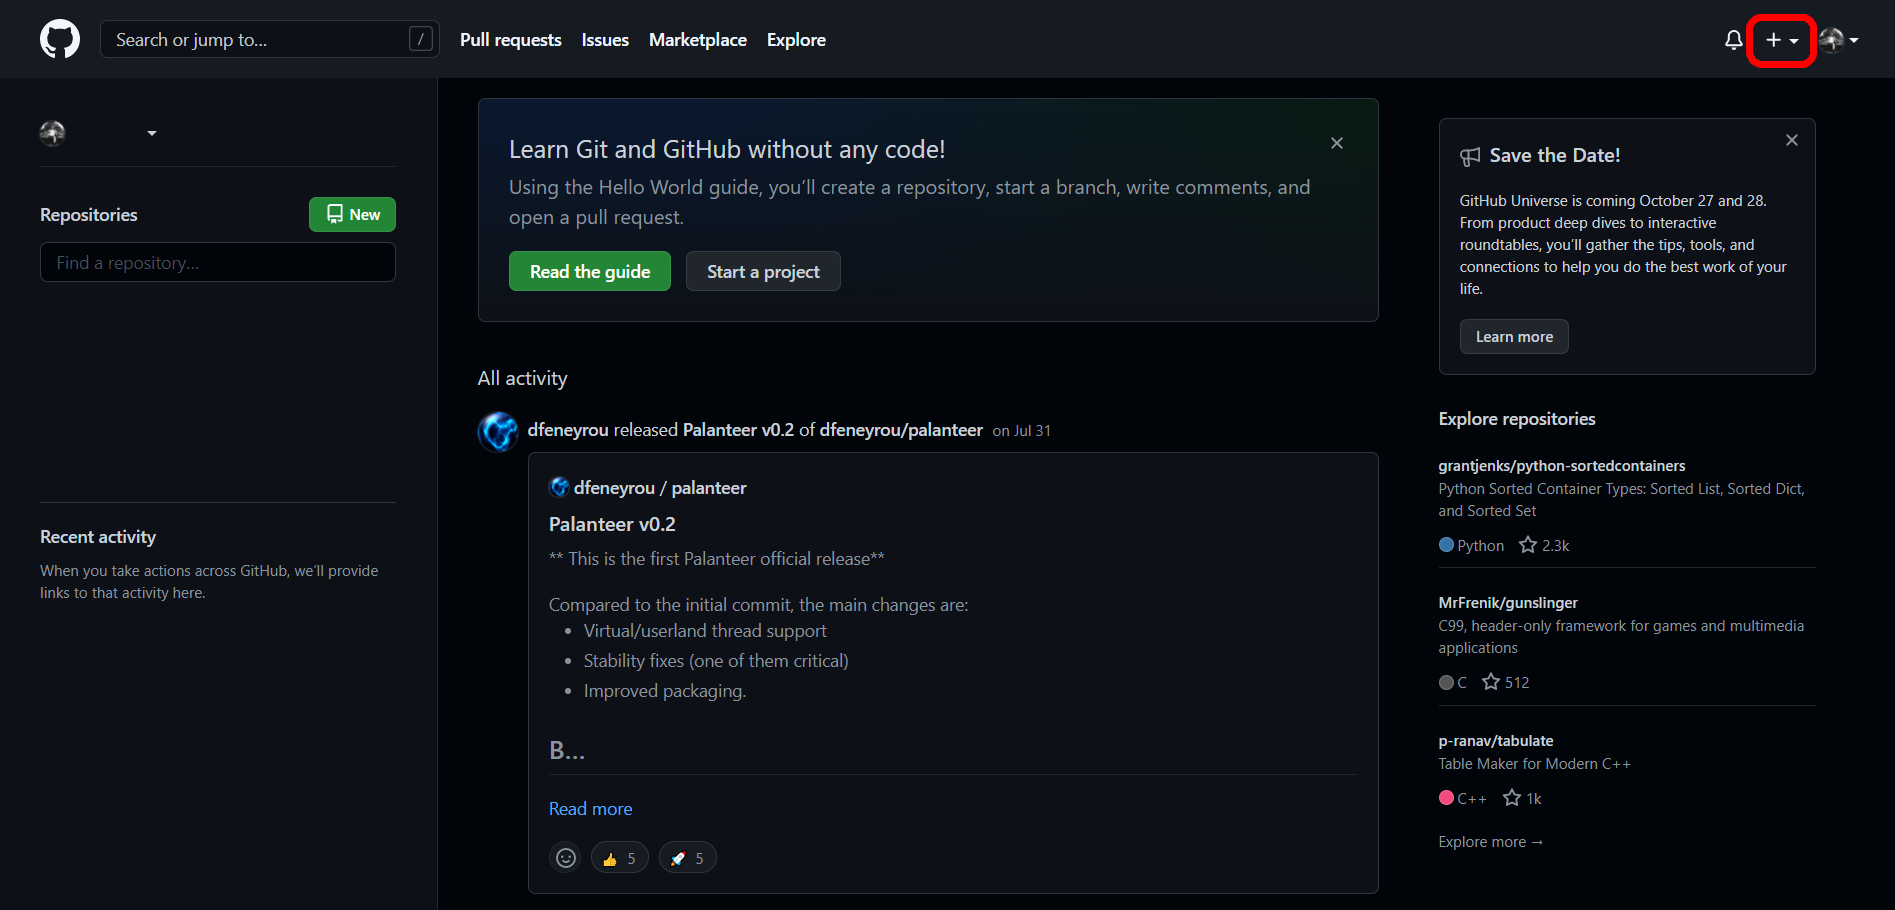 Search or jump to...
/
Pull requests
Issues
Marketplace
Explore
Repositories
New
Find a repository...
Recent activity
When you take actions across GitHub, we’ll provide
links to that activity here.
Learn Git and GitHub without any code!
Using the Hello World guide, you’ll create a repository, start a branch, write comments, and
open a pull request.
Read the guide
Start a project
All activity
dfeneyrou released Palanteer v0.2 of dfeneyrou/palanteer on Jul 31
dfeneyrou / palanteer
Palanteer v0.2
** This is the first Palanteer official release**
Compared to the initial commit, the main changes are:
• Virtual/userland thread support
• Stability fixes (one of them critical)
• Improved packaging.
B...
Read more
👍 5
🚀 5
Save the Date!
GitHub Universe is coming October 27 and 28.
From product deep dives to interactive
roundtables, you’ll gather the tips, tools, and
connections to help you do the best work of your
life.
Learn more
Explore repositories
grantjenks/python-sortedcontainers
Python Sorted Container Types: Sorted List, Sorted Dict,
and Sorted Set
Python 2.3k
MrFrenik/gunslinger
C99, header-only framework for games and multimedia
applications
C 512
p-ranav/tabulate
Table Maker for Modern C++
C++ 1k
Explore more →